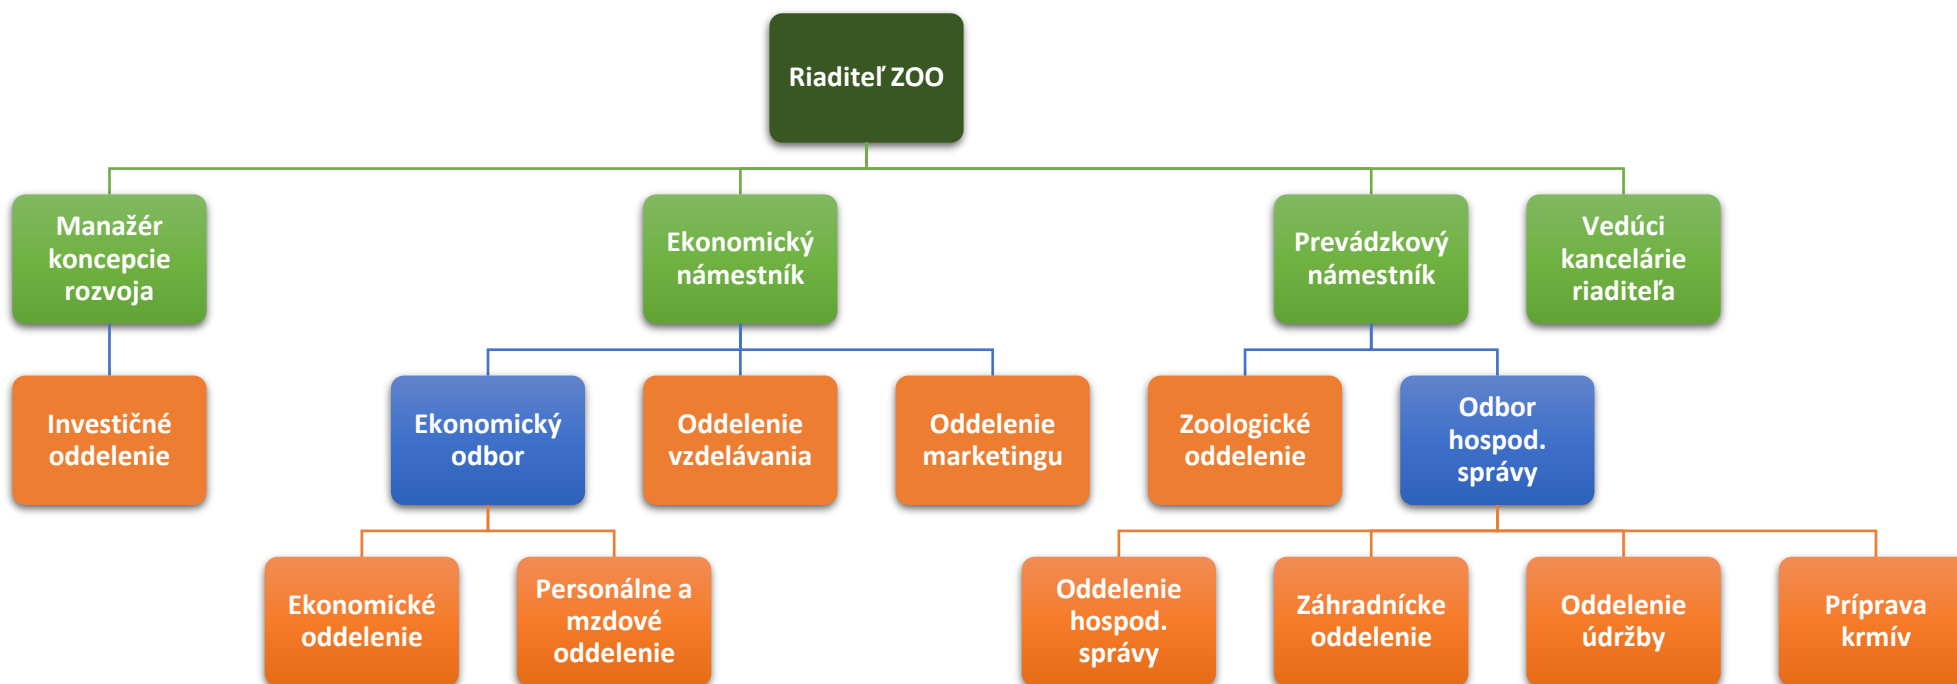 Riaditeľ ZOO
Manažér
koncepcie
rozvoja
Ekonomický
námestník
Prevádzkový
námestník
Vedúci
kancelárie
riaditeľa
Investičné
oddelenie
Ekonomický
odbor
Oddelenie
vzdelávania
Oddelenie
marketingu
Zoologické
oddelenie
Odbor
hospod.
správy
Ekonomické
oddelenie
Personálne a
mzdové
oddelenie
Oddelenie
hospod.
správy
Záhradnícke
oddelenie
Oddelenie
údržby
Príprava
krmív